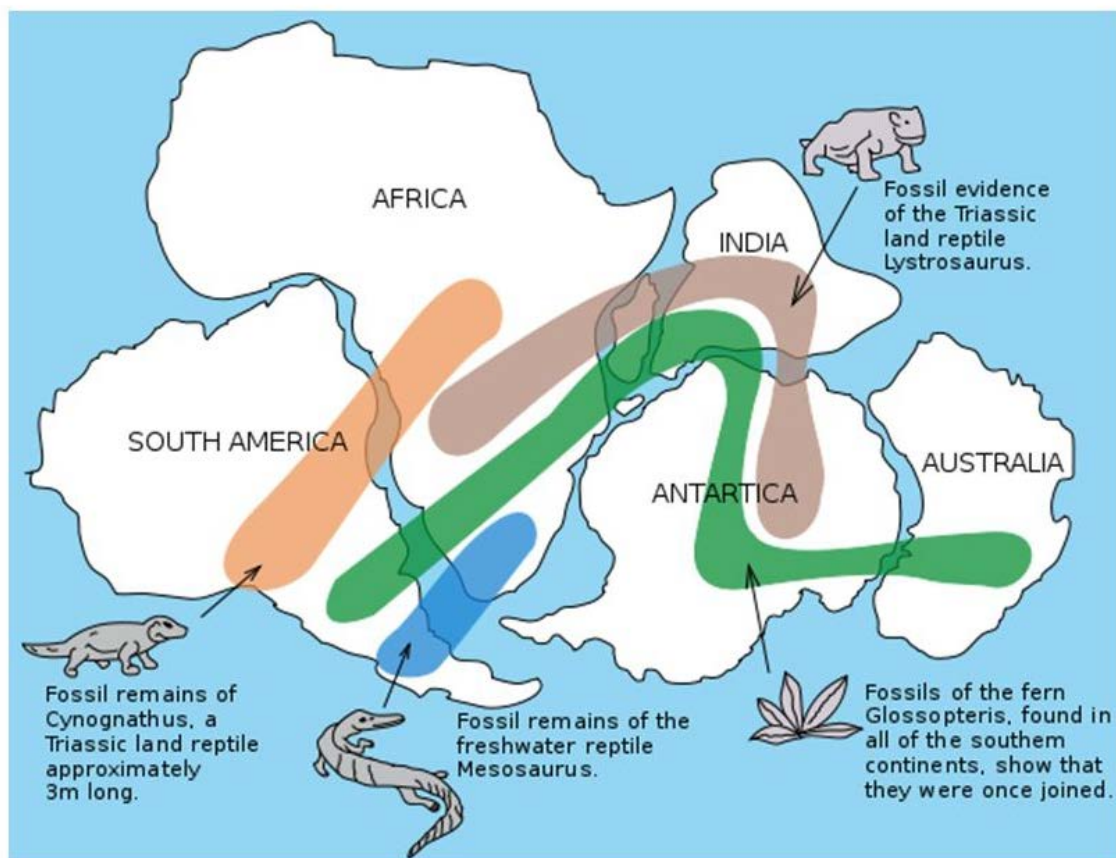 AFRICA
INDIA
Fossil evidence
of the Triassic
land reptile
Lystrosaurus.
SOUTH AMERICA
ANTARTICA
AUSTRALIA
Fossil remains of
Cynognathus, a
Triassic land reptile
approximately
3m long.
Fossil remains of the
freshwater reptile
Mesosaurus.
Fossils of the fern
Glossopteris, found in
all of the southem
continents, show that
they were once joined.